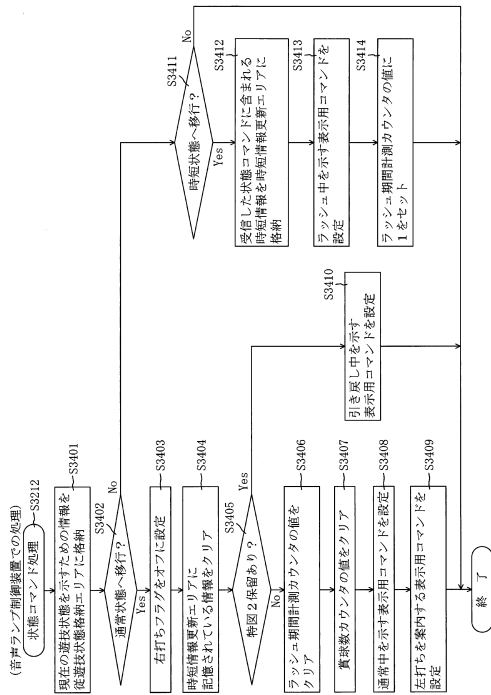 (音声ランプ制御装置での処理)
状態コマンド処理
S3212
現在の遊技状態を示すための情報を
従遊技状態格納エリアに格納
S3401
通常状態へ移行?
S3402
No
Yes
右打ちフラグをオフに設定
S3403
時短情報更新エリアに
記憶されている情報をクリア
S3404
特図2保留あり?
S3405
Yes
No
ラッシュ期間計測カウンタの値を
クリア
S3406
賞球数カウンタの値をクリア
S3407
通常中を示す表示用コマンドを設定
S3408
左打ちを案内する表示用コマンドを
設定
S3409
引き戻し中を示す
表示用コマンドを設定
S3410
時短状態へ移行?
S3411
No
Yes
受信した状態コマンドに含まれる
時短情報を時短情報更新エリアに
格納
S3412
ラッシュ中を示す表示用コマンドを
設定
S3413
ラッシュ期間計測カウンタの値に
1をセット
S3414
終 了